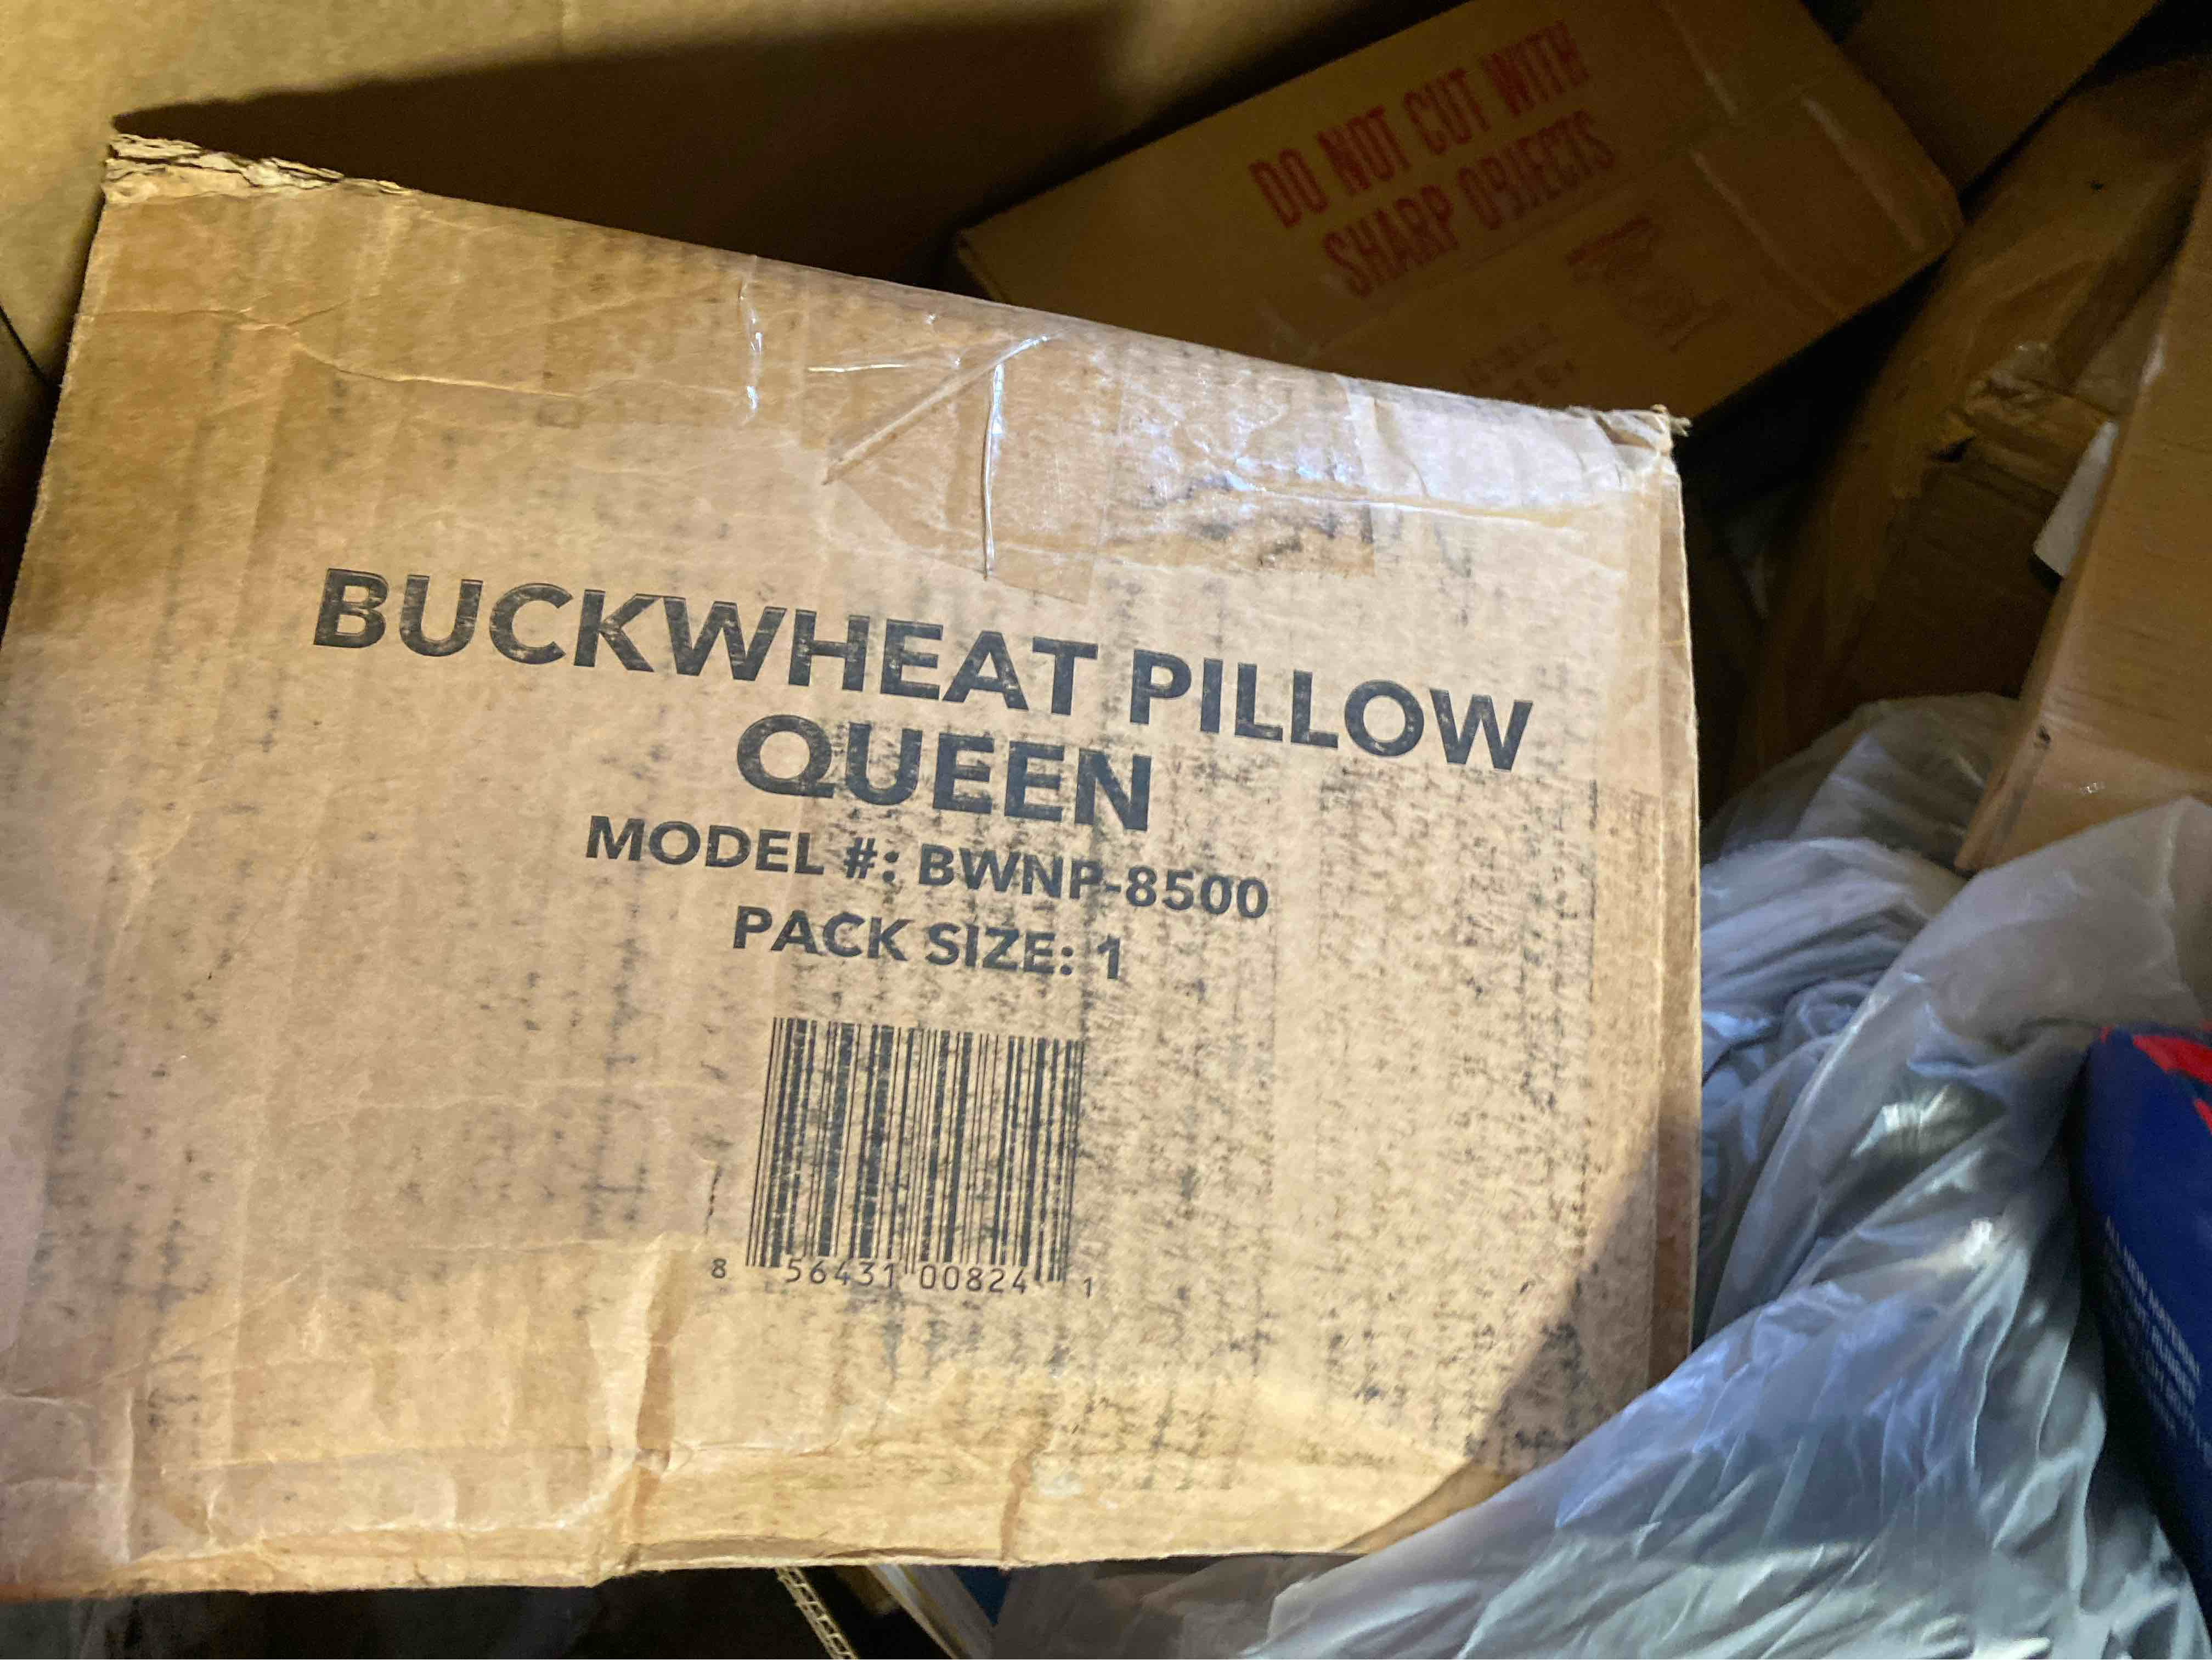 DO NOT CUT WITH
SHARP OBJECTS
BUCKWHEAT PILLOW
QUEEN
MODEL #: BWNP-8500
PACK SIZE: 1
8 56431 00824 1